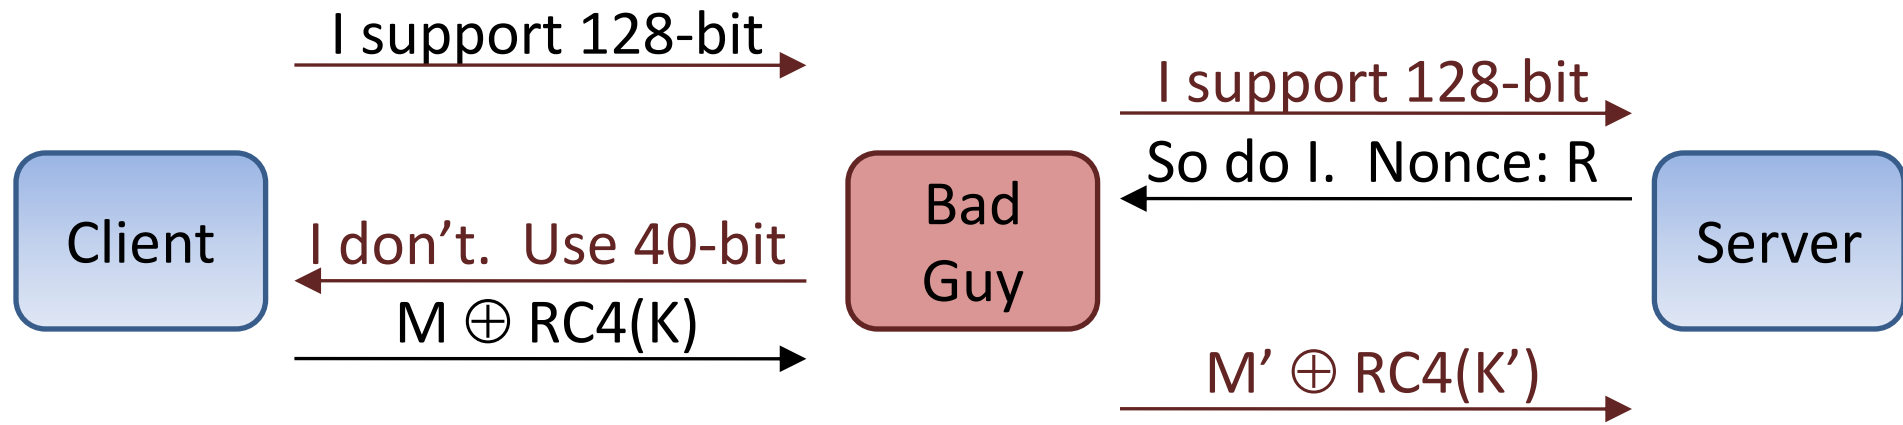 I support 128-bit
I support 128-bit
So do I.  Nonce: R
Client
I don’t.  Use 40-bit
Bad
Guy
Server
M ⊕ RC4(K)
M’ ⊕ RC4(K’)